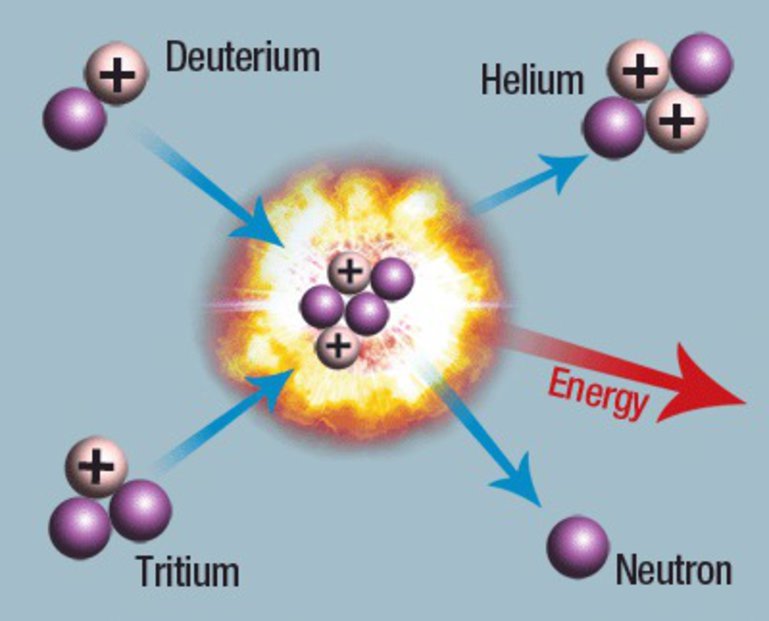 Deuterium
Helium
+
+
+
+
+
Energy
+
Tritium
Neutron